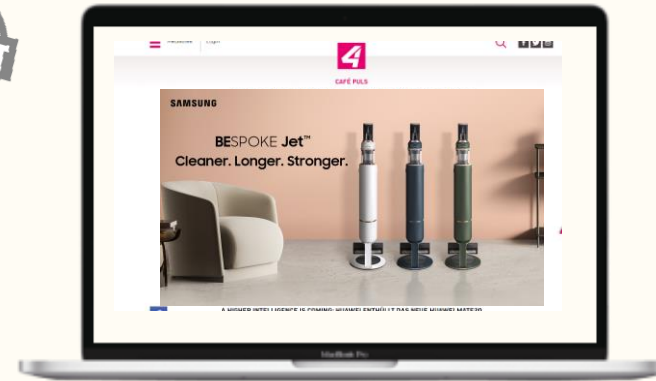 4
CAFÉ PULS
SAMSUNG
BESPOKE Jet™
Cleaner. Longer. Stronger.
A HIGHER INTELLIGENCE IS COMING: HUAWEI ENTHÜLLT DAS NEUE HUAWEI MATE20
MacBook Pro